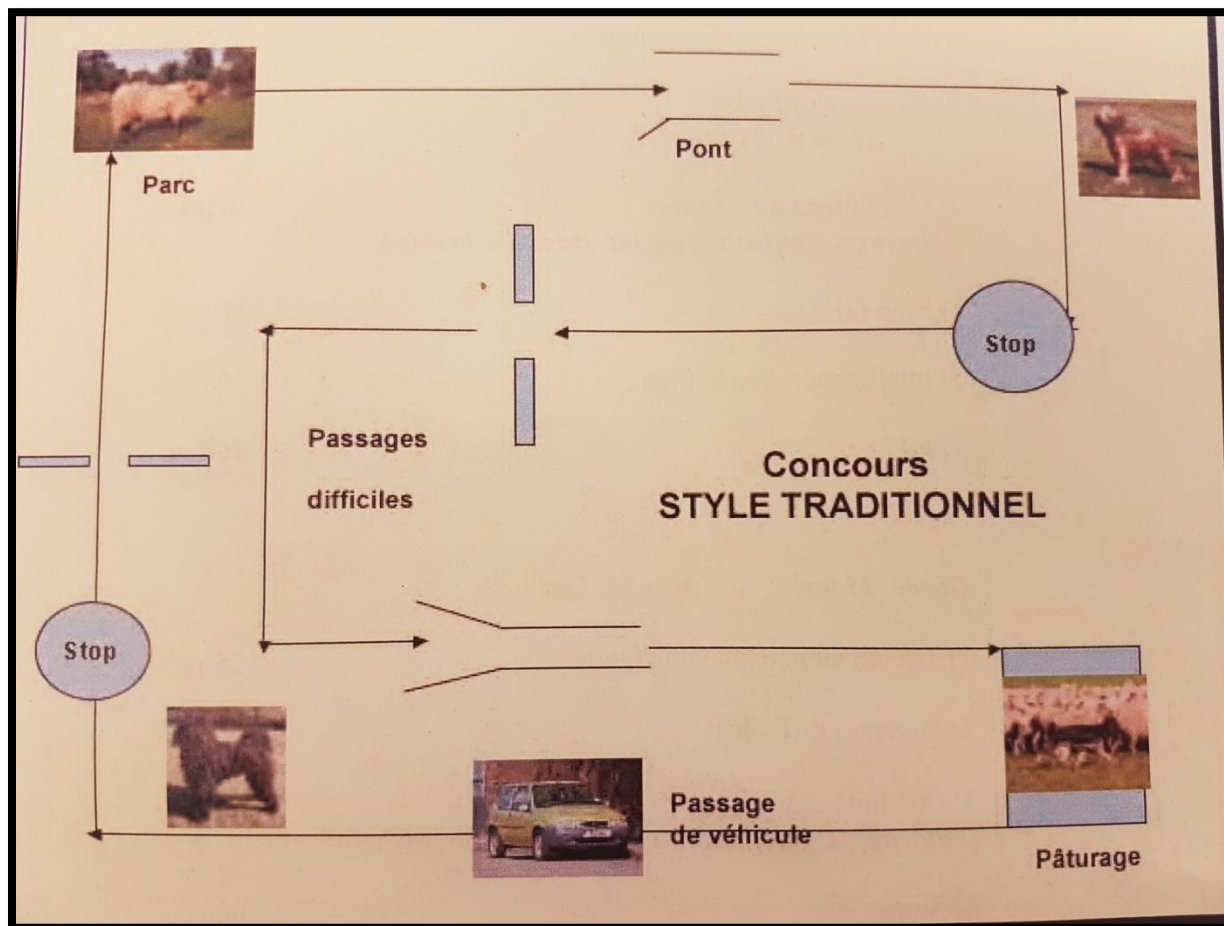 Parc
Pont
Stop
Passages
difficiles
Concours
STYLE TRADITIONNEL
Stop
Passage
de véhicule
Pâturage